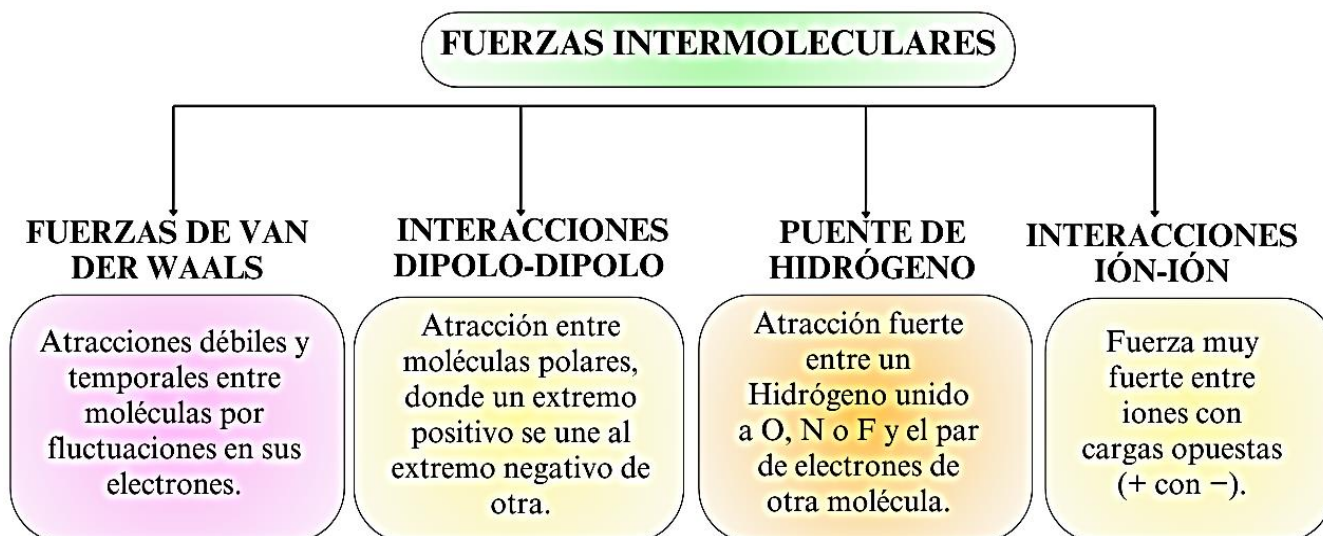 FUERZAS INTERMOLECULARES
FUERZAS DE VAN
DER WAALS
Atracciones débiles y
temporales entre
moléculas por
fluctuaciones en sus
electrones.
INTERACCIONES
DIPOLO-DIPOLO
Atracción entre
moléculas polares,
donde un extremo
positivo se une al
extremo negativo de
otra.
PUENTE DE
HIDRÓGENO
Atracción fuerte
entre un
Hidrógeno unido
a O, N o F y el par
de electrones de
otra molécula.
INTERACCIONES
IÓN-IÓN
Fuerza muy
fuerte entre
iones con
cargas opuestas
(+ con −).